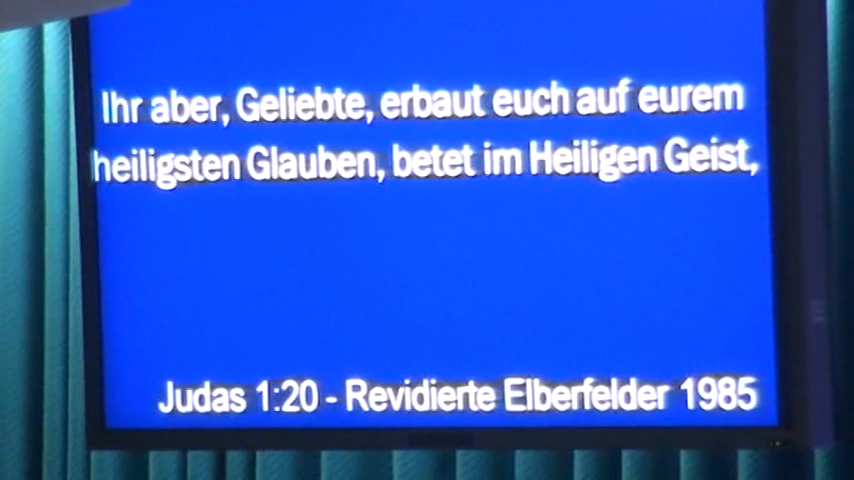 Ihr aber, Geliebte, erbaut euch auf eurem
heiligsten Glauben, betet im Heiligen Geist,
Judas 1:20 - Revidierte Elberfelder 1985